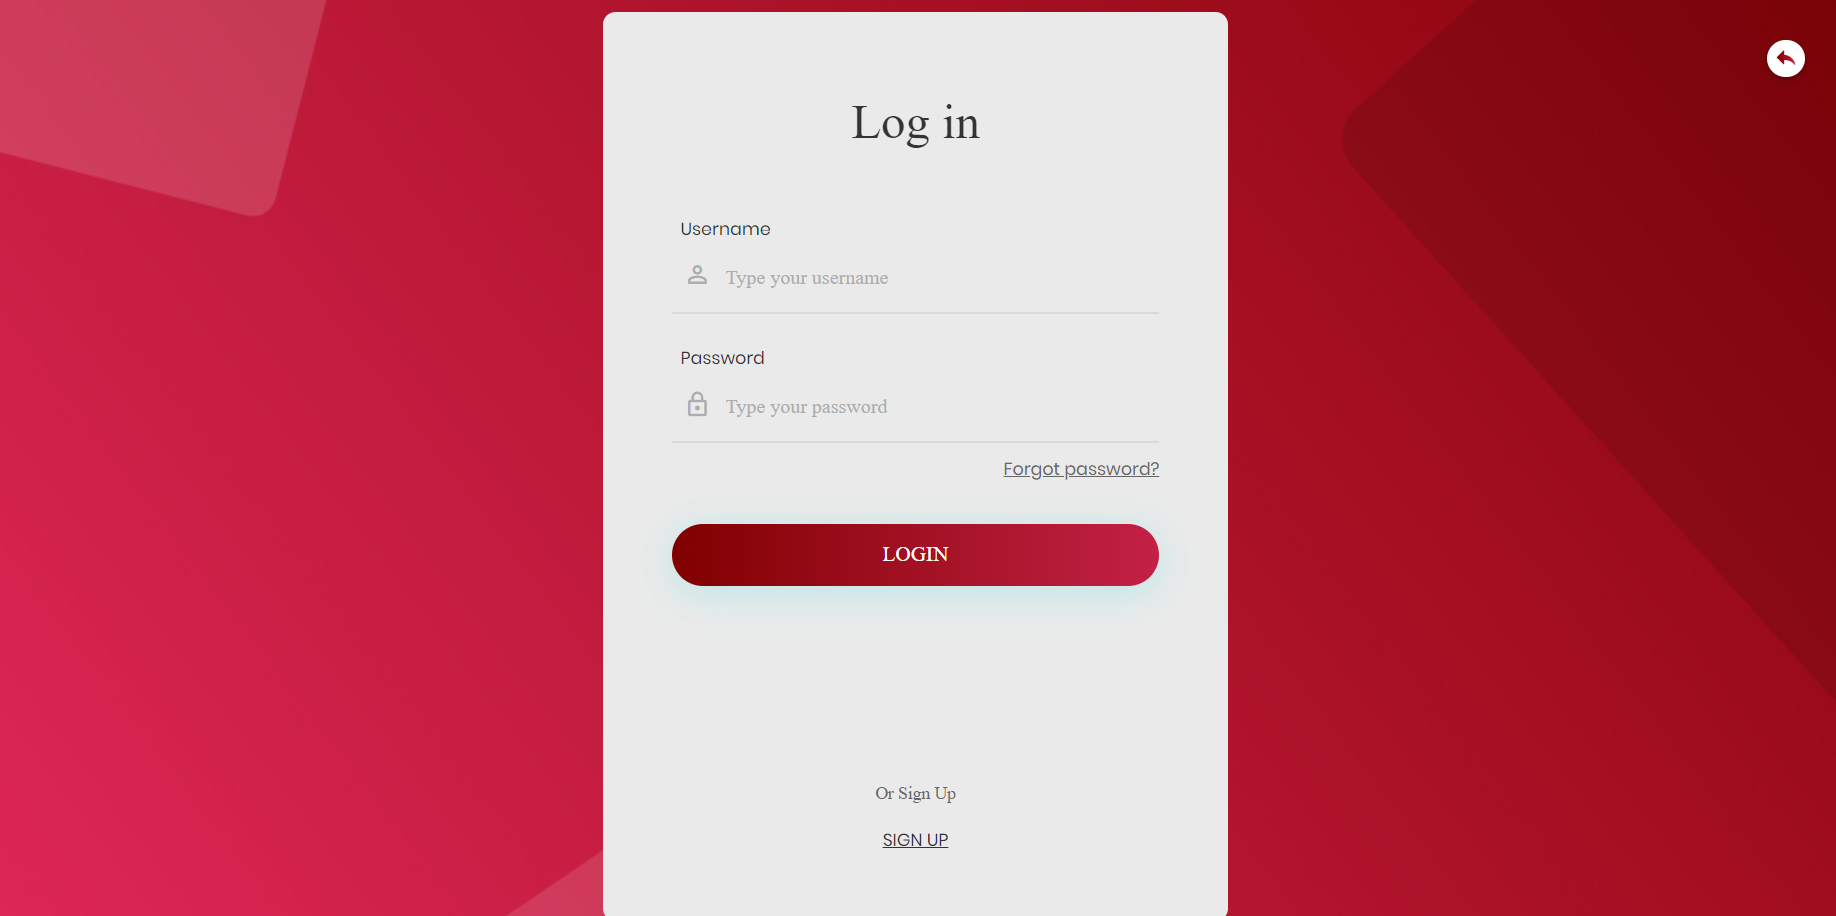 Log in
Username
Type your username
Password
Type your password
Forgot password?
LOGIN
Or Sign Up
SIGN UP